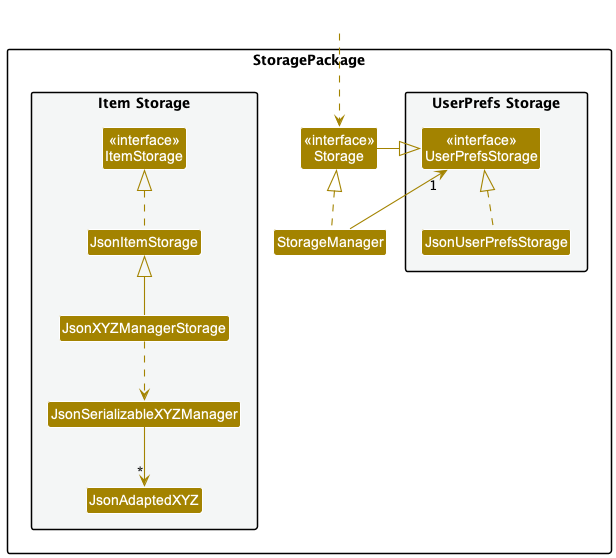 StoragePackage
Item Storage
«interface»
ItemStorage
JsonItemStorage
JsonXYZManagerStorage
JsonSerializableXYZManager
*
JsonAdaptedXYZ
«interface»
Storage
StorageManager
UserPrefs Storage
«interface»
UserPrefsStorage
1
JsonUserPrefsStorage